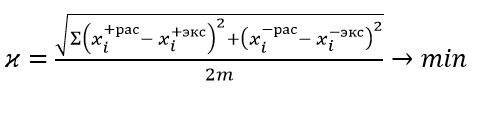 ϰ = √(Σ(x_i^{+рас} − x_i^{+экс})^2 + (x_i^{−рас} − x_i^{−экс})^2) / 2m → min